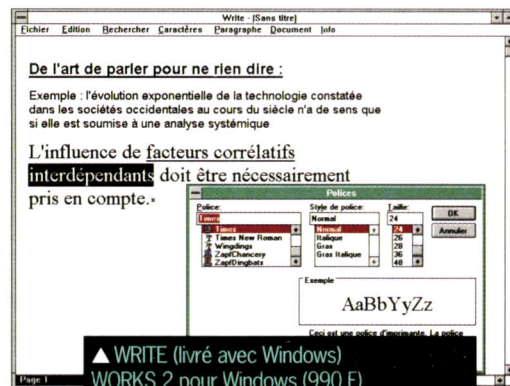 Write - [Sans titre]
Fichier Edition Rechercher Caractères Paragraphe Document Info
De l'art de parler pour ne rien dire :
Exemple : l'évolution exponentielle de la technologie constatée
dans les sociétés occidentales au cours du siècle n'a de sens que
si elle est soumise à une analyse systémique
L'influence de facteurs corrélatifs
interdépendants doit être nécessairement
pris en compte.
Polices
Police: Style de police: Taille:
Times Normal 24 OK
Times Normal 24 Annuler
Times New Roman Italique 26
Wingdings Gras 28
ZapfChancery Gras Italique 36
ZapfDingbats 48
Exemple
AaBbYyZz
Ceci est une police d'imprimante. La police
Page 1
▲ WRITE (livré avec Windows)
WORKS 2 pour Windows (990 F)